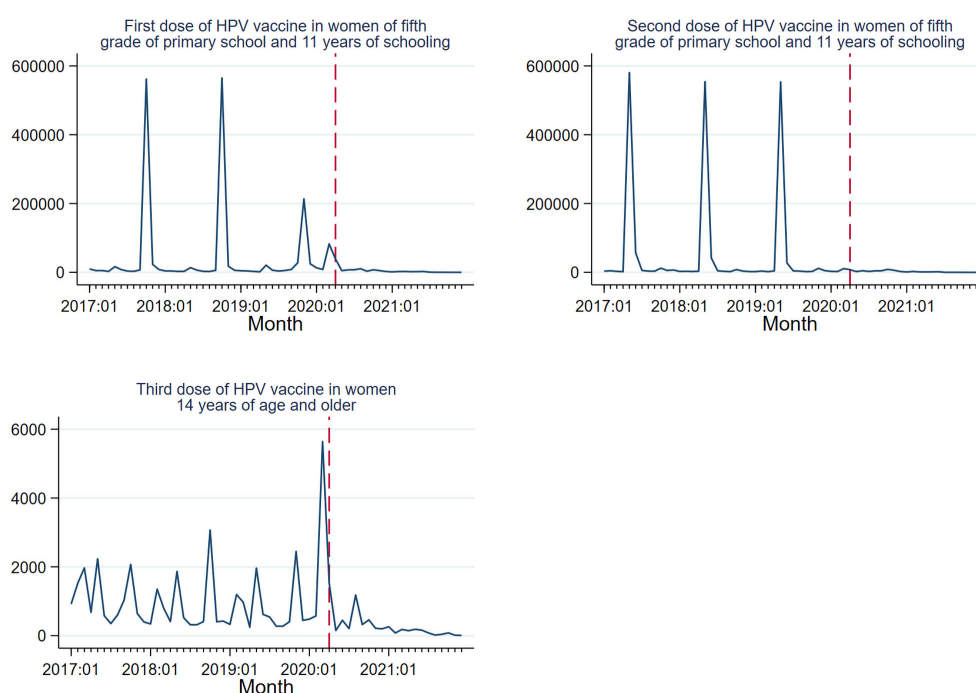 First dose of HPV vaccine in women of fifth
grade of primary school and 11 years of schooling
600000
400000
200000
0
2017:01 2018:01 2019:01 2020:01 2021:01
Month
Second dose of HPV vaccine in women of fifth
grade of primary school and 11 years of schooling
600000
400000
200000
0
2017:01 2018:01 2019:01 2020:01 2021:01
Month
Third dose of HPV vaccine in women
14 years of age and older
6000
4000
2000
0
2017:01 2018:01 2019:01 2020:01 2021:01
Month